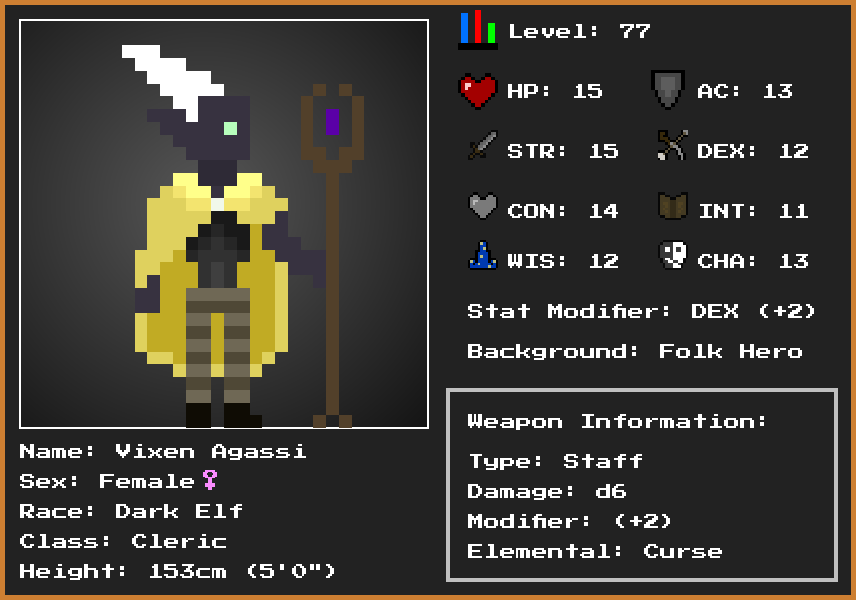 Level: 77
HP: 15 AC: 13
STR: 15 DEX: 12
CON: 14 INT: 11
WIS: 12 CHA: 13
Stat Modifier: DEX (+2)
Background: Folk Hero
Weapon Information:
Type: Staff
Damage: d6
Modifier: (+2)
Elemental: Curse
Name: Vixen Agassi
Sex: Female♀
Race: Dark Elf
Class: Cleric
Height: 153cm (5'0")